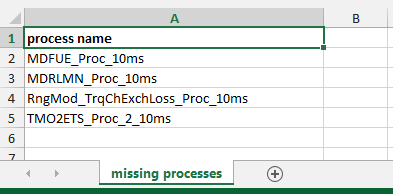 A B
1 process name
2 MDFUE_Proc_10ms
3 MDRLMN_Proc_10ms
4 RngMod_TrqChExchLoss_Proc_10ms
5 TMO2ETS_Proc_2_10ms
6
7
missing processes